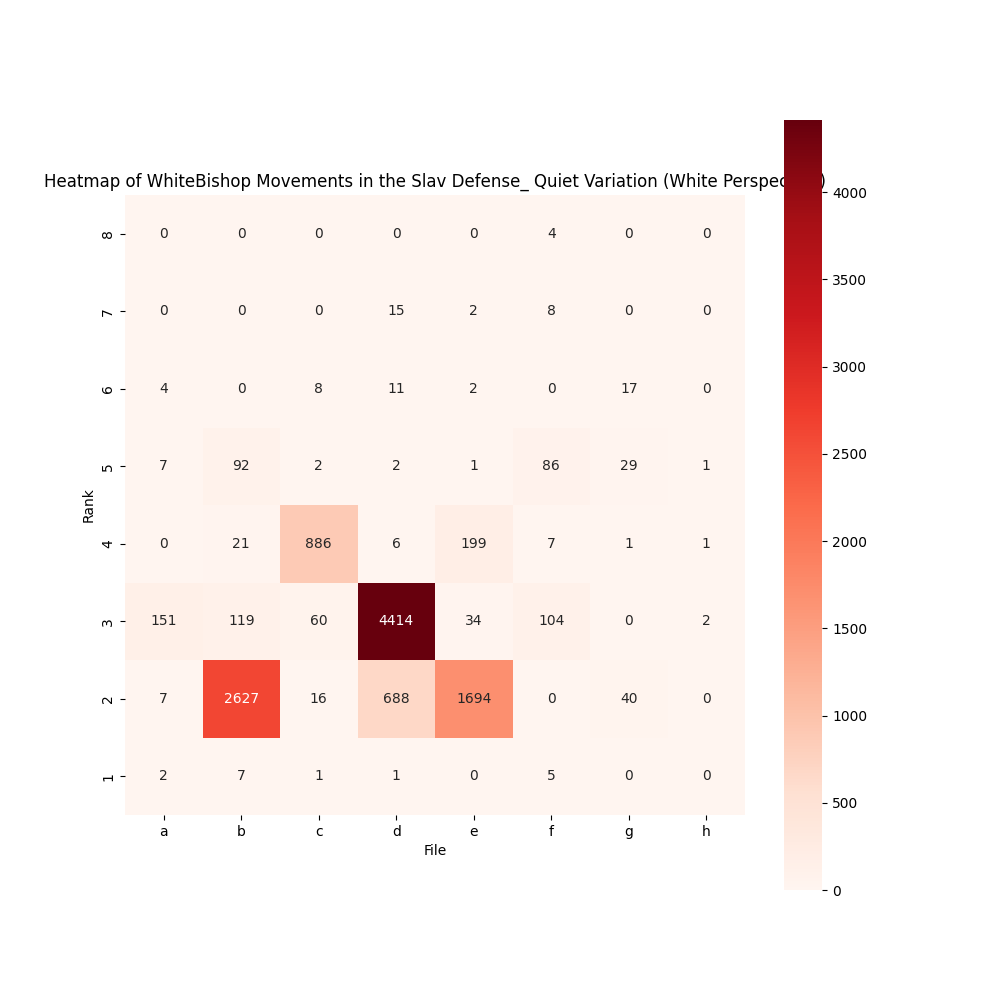 Heatmap of WhiteBishop Movements in the Slav Defense_ Quiet Variation (White Perspec )
4000
8 0 0 0 0 0 4 0 0
3500
7 0 0 0 15 2 8 0 0
6 4 0 8 11 2 0 17 0
3000
5 7 92 2 2 1 86 29 1
2500
Rank
4 0 21 886 6 199 7 1 1
2000
3 151 119 60 4414 34 104 0 2
1500
2 7 2627 16 688 1694 0 40 0
1000
1 2 7 1 1 0 5 0 0
500
a b c d e f g h
File
0